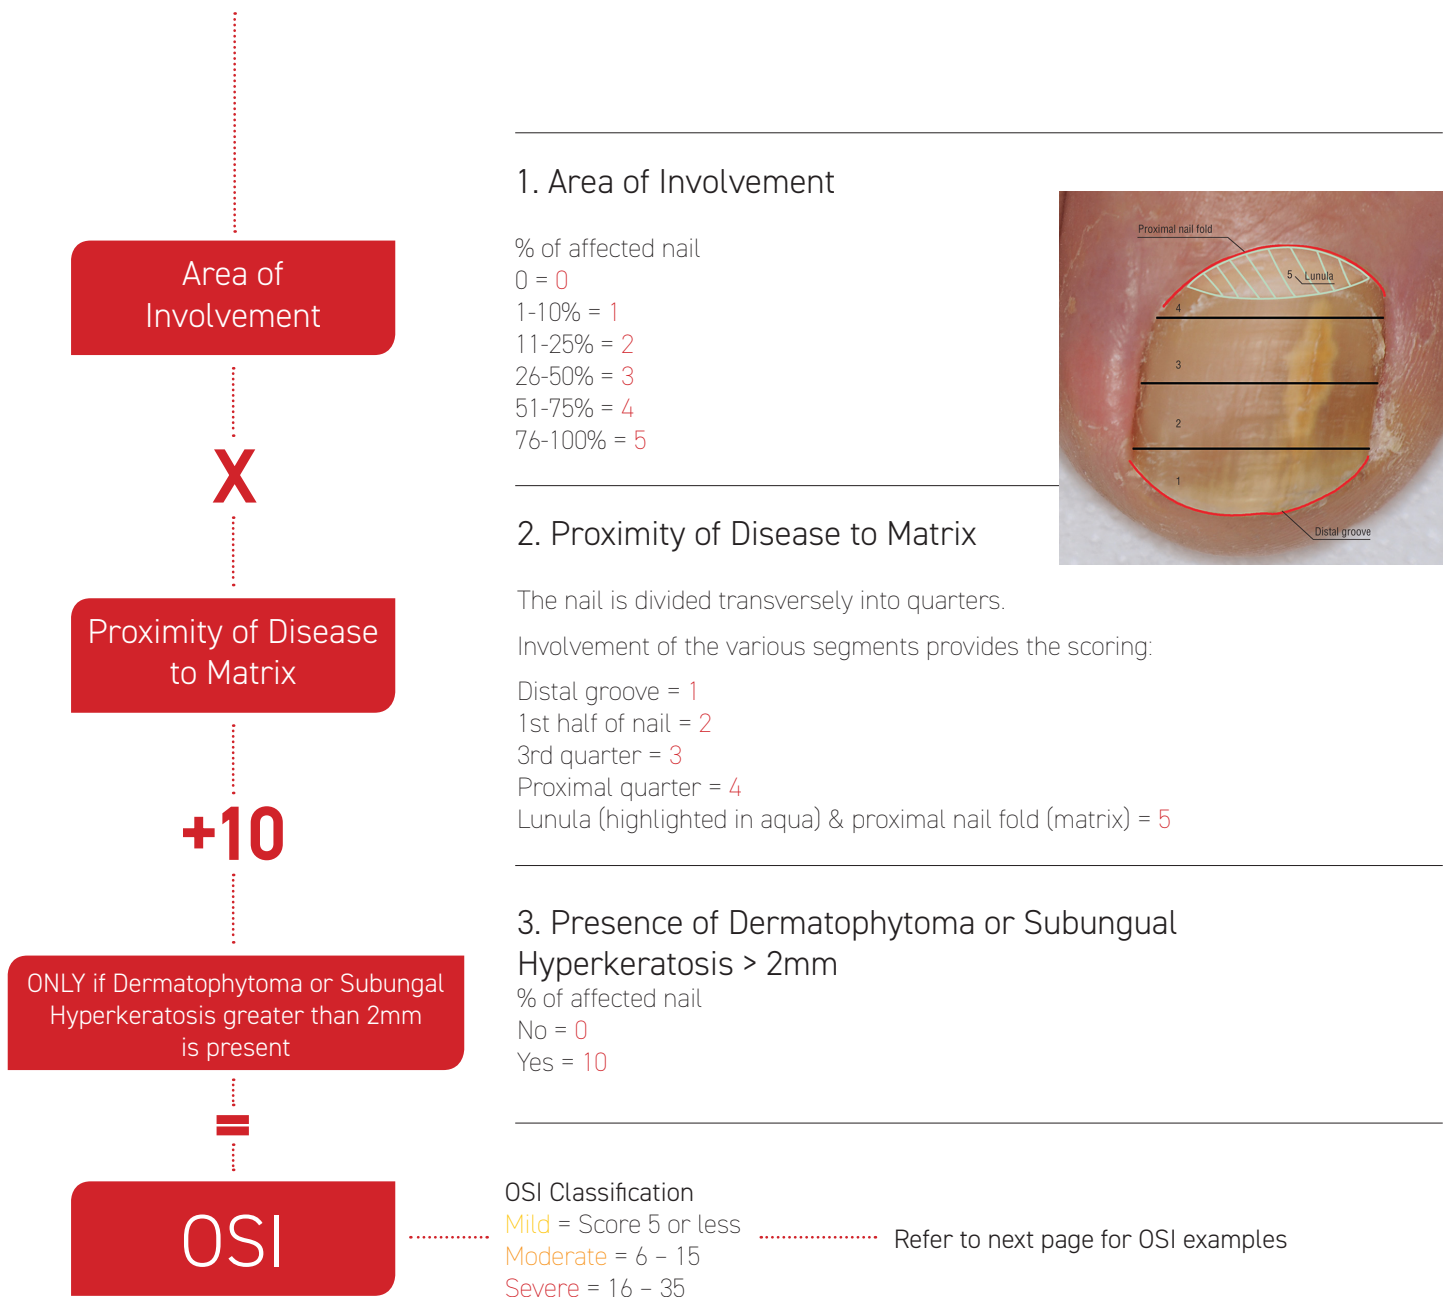 Area of
Involvement
X
Proximity of Disease
to Matrix
+10
ONLY if Dermatophytoma or Subungal
Hyperkeratosis greater than 2mm
is present
=
OSI
1. Area of Involvement
% of affected nail
0 = 0
1-10% = 1
11-25% = 2
26-50% = 3
51-75% = 4
76-100% = 5
Proximal nail fold
5 Lunula
4
3
2
1
Distal groove
2. Proximity of Disease to Matrix
The nail is divided transversely into quarters.
Involvement of the various segments provides the scoring:
Distal groove = 1
1st half of nail = 2
3rd quarter = 3
Proximal quarter = 4
Lunula (highlighted in aqua) & proximal nail fold (matrix) = 5
3. Presence of Dermatophytoma or Subungual
Hyperkeratosis > 2mm
% of affected nail
No = 0
Yes = 10
OSI Classification
Mild = Score 5 or less
Moderate = 6 – 15
Severe = 16 – 35
Refer to next page for OSI examples